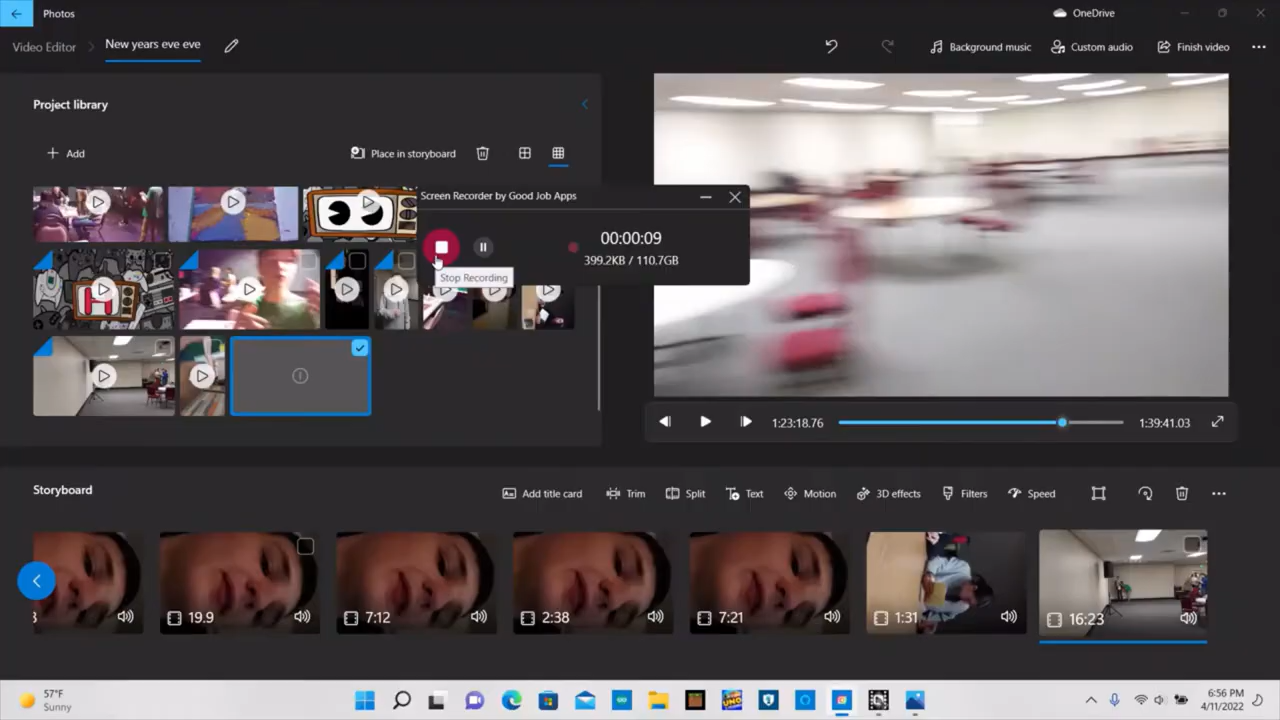 Photos
OneDrive
Video Editor
New years eve eve
Background music
Custom audio
Finish video
Project library
Add
Place in storyboard
Screen Recorder by Good Job Apps
00:00:09
399.2KB / 110.7GB
Stop Recording
H
1:23:18.76
1:39:41.03
Storyboard
Add title card
Trim
Split
Text
Motion
3D effects
Filters
Speed
3
19.9
7:12
2:38
7:21
1:31
16:23
57°F
Sunny
UNO
6:56 PM
4/11/2022